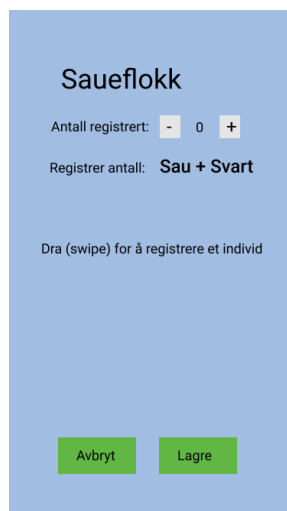 Saueflokk
Antall registrert: - 0 +
Registrer antall: Sau + Svart
Dra (swipe) for å registrere et individ
Avbryt Lagre